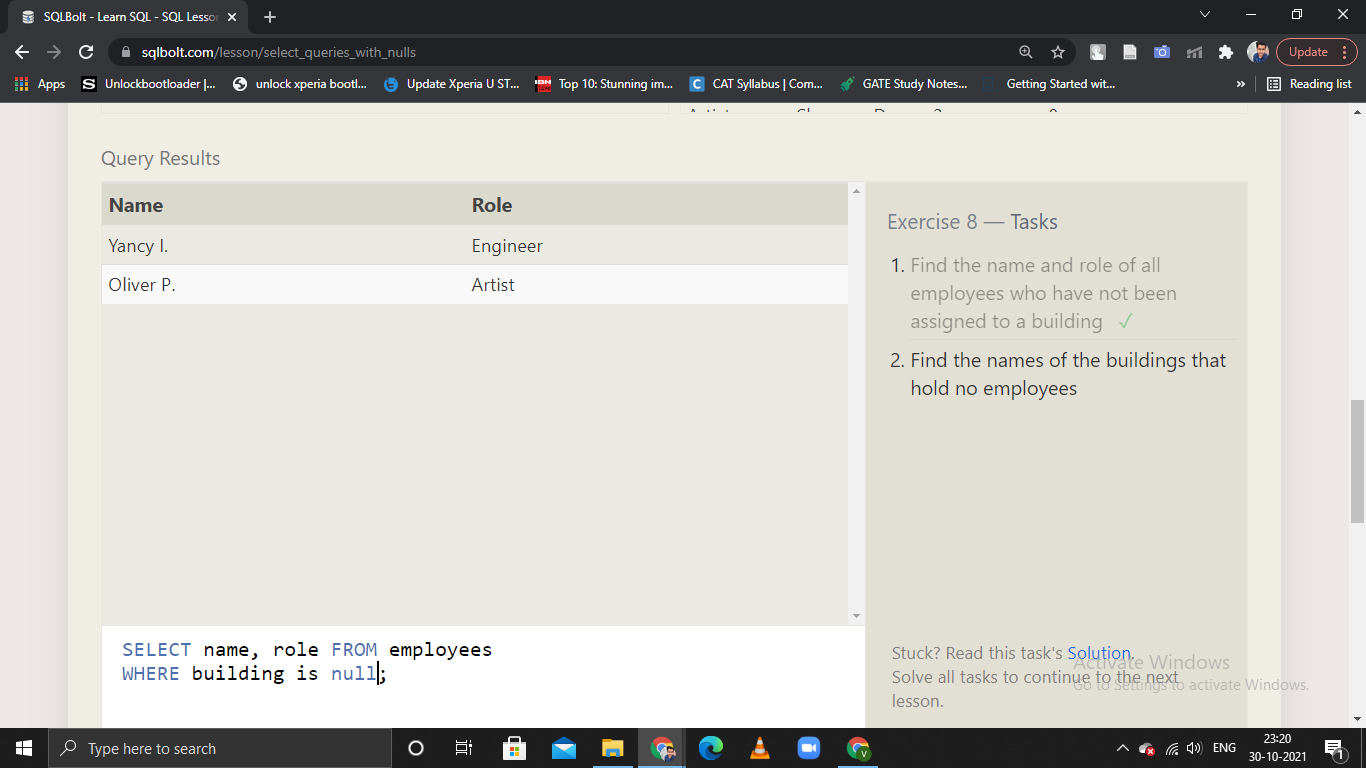 SQLBolt - Learn SQL - SQL Lesson
sqlbolt.com/lesson/select_queries_with_nulls
Update
Apps
Unlockbootloader |...
unlock xperia bootl...
Update Xperia U ST...
Top 10: Stunning im...
CAT Syllabus | Com...
GATE Study Notes...
Getting Started wit...
»
Reading list
Query Results
Name Role
Yancy I. Engineer
Oliver P. Artist
Exercise 8 — Tasks
1. Find the name and role of all
employees who have not been
assigned to a building ✓
2. Find the names of the buildings that
hold no employees
SELECT name, role FROM employees
WHERE building is null;
Stuck? Read this task's Solution.
Solve all tasks to continue to the next
lesson.
Activate Windows
Go to Settings to activate Windows.
Type here to search
ENG
23:20
30-10-2021
1